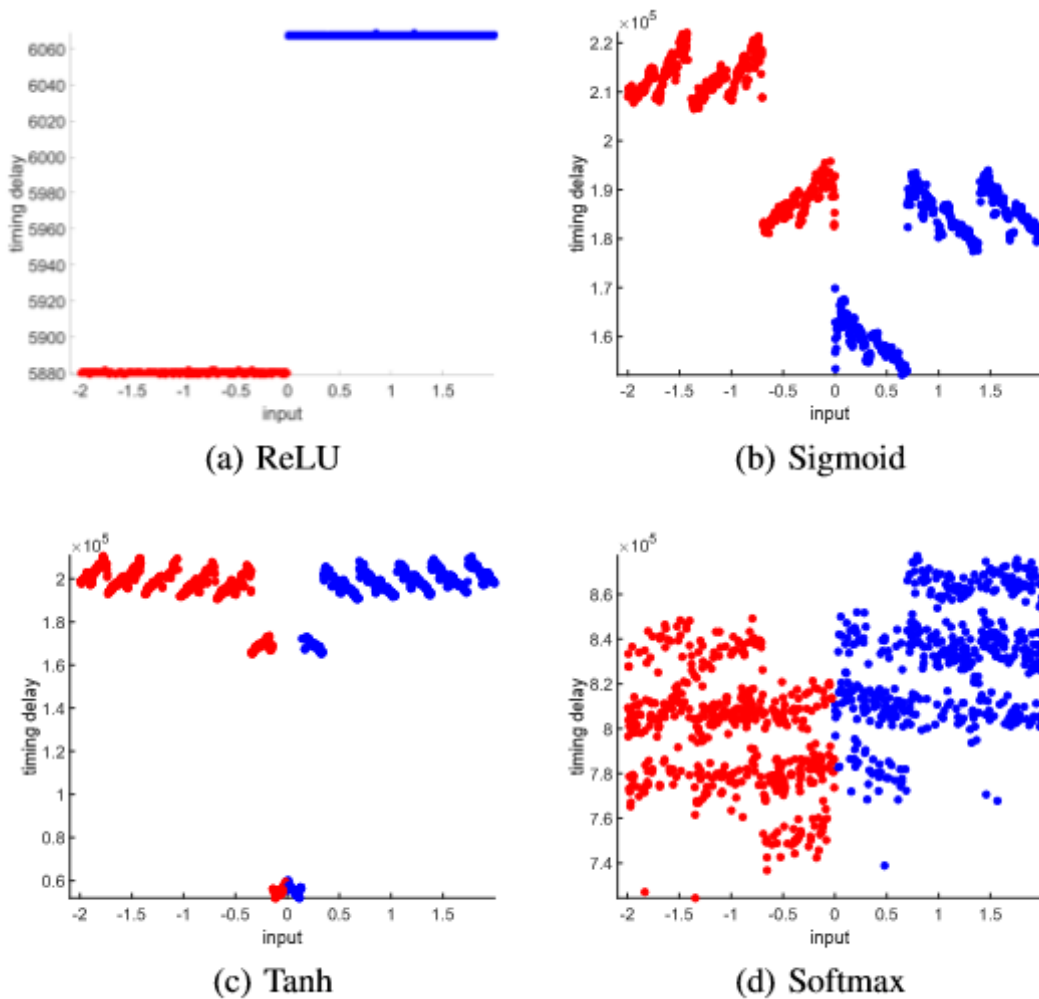 6060
6040
6020
6000
5980
5960
5940
5920
5900
5880
timing delay
-2 -1.5 -1 -0.5 0 0.5 1 1.5
input
(a) ReLU
×10⁵
2.2
2.1
2
1.9
1.8
1.7
1.6
timing delay
-2 -1.5 -1 -0.5 0 0.5 1 1.5
input
(b) Sigmoid
×10⁵
2
1.8
1.6
1.4
1.2
1
0.8
0.6
timing delay
-2 -1.5 -1 -0.5 0 0.5 1 1.5
input
(c) Tanh
×10⁵
8.6
8.4
8.2
8
7.8
7.6
7.4
timing delay
-2 -1.5 -1 -0.5 0 0.5 1 1.5
input
(d) Softmax